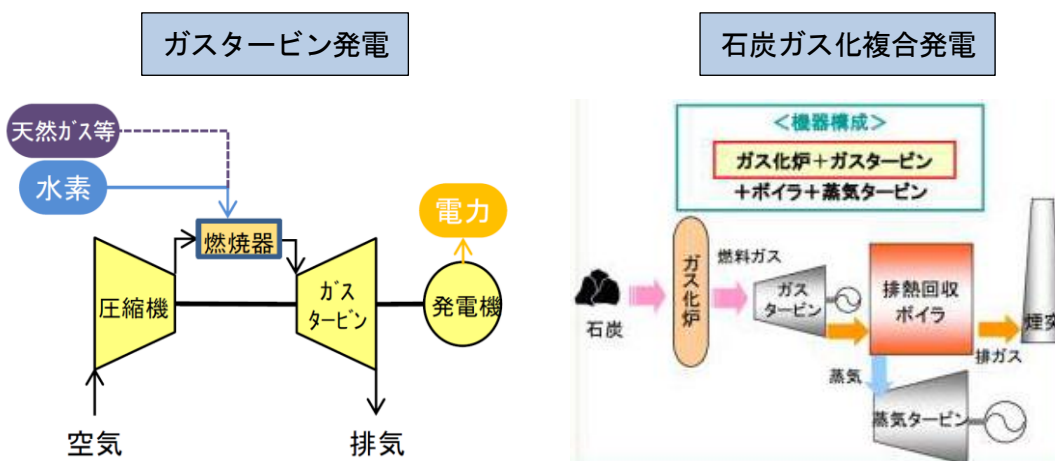 ガスタービン発電
石炭ガス化複合発電
天然ｶﾞｽ等
水素
燃焼器
電力
圧縮機
ｶﾞｽ
ﾀｰﾋﾞﾝ
発電機
空気
排気
＜機器構成＞
ガス化炉＋ガスタービン
＋ボイラ＋蒸気タービン
石炭
ガス化炉
燃料ガス
ガス
タービン
排熱回収
ボイラ
煙突
排ガス
蒸気
蒸気タービン